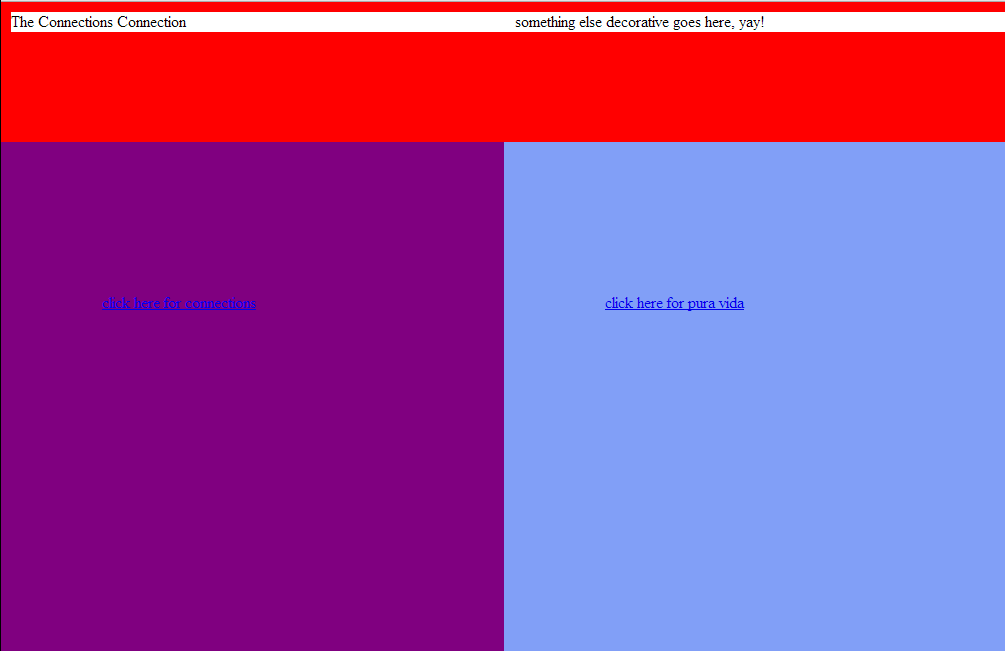 The Connections Connection something else decorative goes here, yay!
click here for connections click here for pura vida